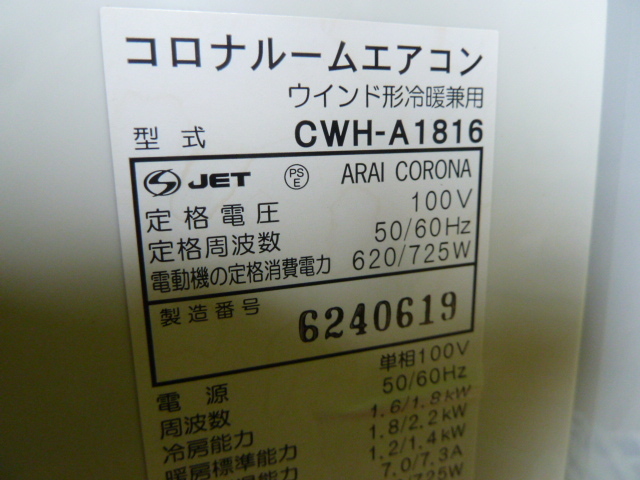 コロナルームエアコン
ウインド形冷暖兼用
型式 CWH-A1816
JET PSE ARAI CORONA
定格電圧 100V
定格周波数 50/60Hz
電動機の定格消費電力 620/725W
製造番号 6240619
電源 単相100V
周波数 50/60Hz
冷房能力 1.6/1.8kW
暖房標準能力 1.8/2.2kW
1.2/1.4kW
7.0/7.3A
/725W